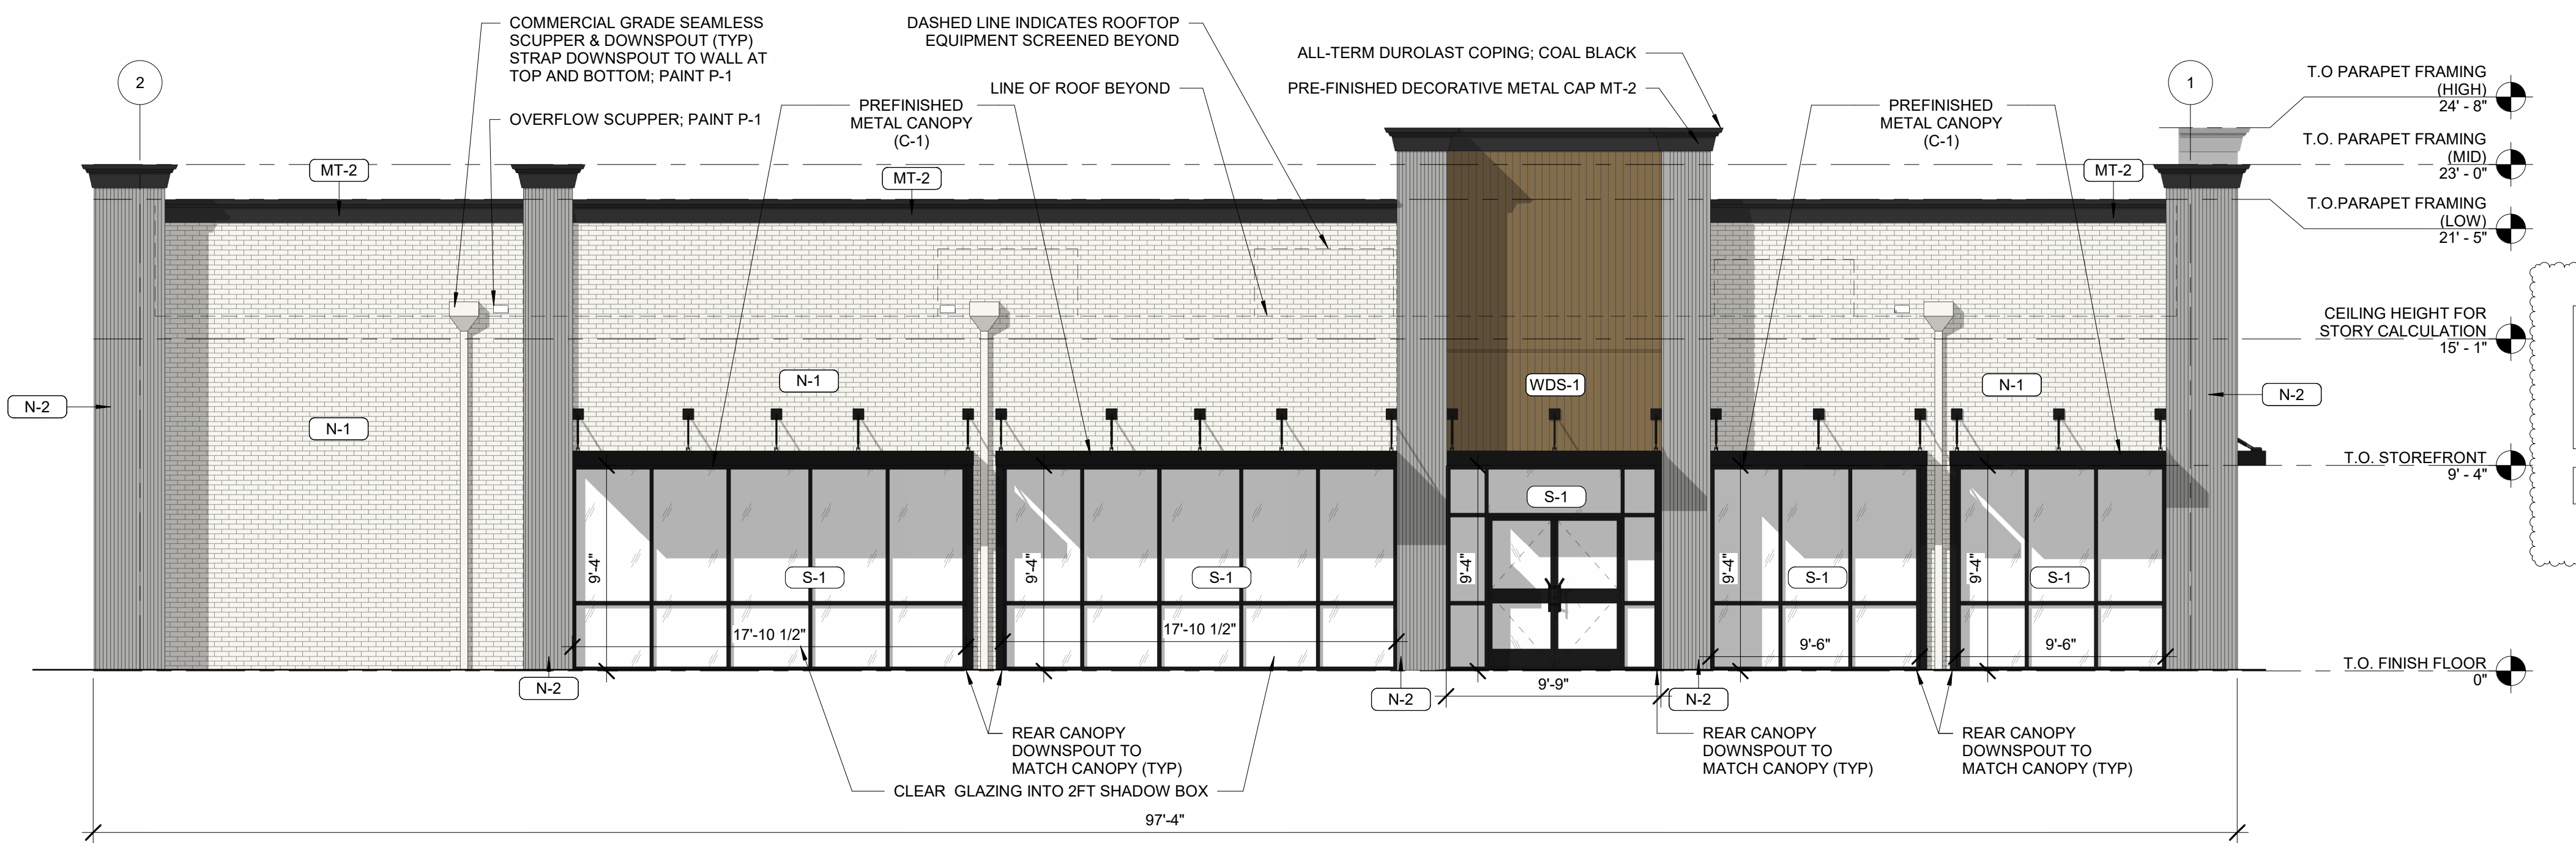 COMMERCIAL GRADE SEAMLESS
SCUPPER & DOWNSPOUT (TYP)
STRAP DOWNSPOUT TO WALL AT
TOP AND BOTTOM; PAINT P-1
OVERFLOW SCUPPER; PAINT P-1
DASHED LINE INDICATES ROOFTOP
EQUIPMENT SCREENED BEYOND
LINE OF ROOF BEYOND
PREFINISHED
METAL CANOPY
(C-1)
ALL-TERM DUROLAST COPING; COAL BLACK
PRE-FINISHED DECORATIVE METAL CAP MT-2
PREFINISHED
METAL CANOPY
(C-1)
2
1
T.O PARAPET FRAMING
(HIGH)
24' - 8"
T.O. PARAPET FRAMING
(MID)
23' - 0"
T.O.PARAPET FRAMING
(LOW)
21' - 5"
CEILING HEIGHT FOR
STORY CALCULATION
15' - 1"
T.O. STOREFRONT
9' - 4"
T.O. FINISH FLOOR
0"
MT-2
MT-2
MT-2
N-2
N-1
N-1
WDS-1
N-1
N-2
S-1
9'-4"
S-1
9'-4"
S-1
9'-4"
9'-4"
S-1
9'-4"
S-1
17'-10 1/2"
17'-10 1/2"
9'-6"
9'-6"
N-2
N-2
9'-9"
N-2
REAR CANOPY
DOWNSPOUT TO
MATCH CANOPY (TYP)
REAR CANOPY
DOWNSPOUT TO
MATCH CANOPY (TYP)
REAR CANOPY
DOWNSPOUT TO
MATCH CANOPY (TYP)
CLEAR GLAZING INTO 2FT SHADOW BOX
97'-4"